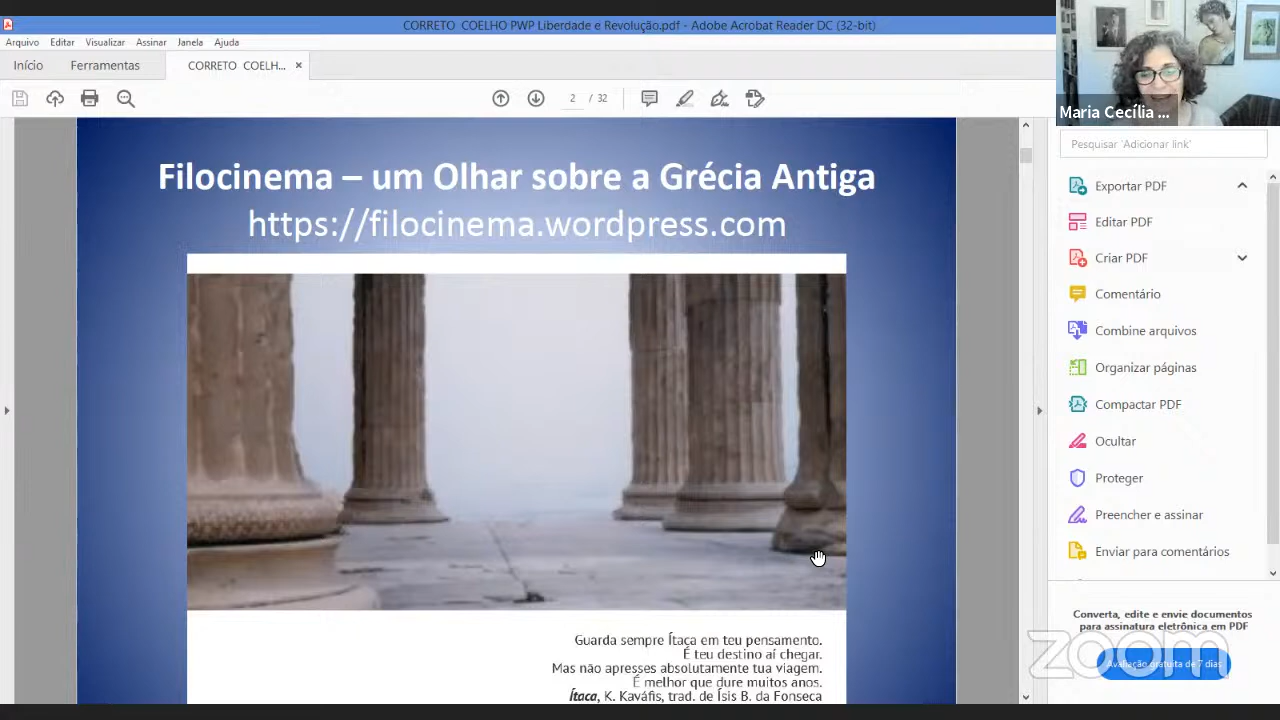 CORRETO  COELHO PWP Liberdade e Revolução.pdf - Adobe Acrobat Reader DC (32-bit)
Arquivo Editar Visualizar Assinar Janela Ajuda
Início Ferramentas CORRETO  COELH... ×
2 / 32
Maria Cecília ...
Pesquisar 'Adicionar link'
Filocinema – um Olhar sobre a Grécia Antiga
https://filocinema.wordpress.com
Guarda sempre Ítaca em teu pensamento.
É teu destino aí chegar.
Mas não apresses absolutamente tua viagem.
É melhor que dure muitos anos.
Ítaca, K. Kaváfis, trad. de Ísis B. da Fonseca
Exportar PDF
Editar PDF
Criar PDF
Comentário
Combine arquivos
Organizar páginas
Compactar PDF
Ocultar
Proteger
Preencher e assinar
Enviar para comentários
Converta, edite e envie documentos
para assinatura eletrônica em PDF
Avaliação gratuita de 7 dias
zoom